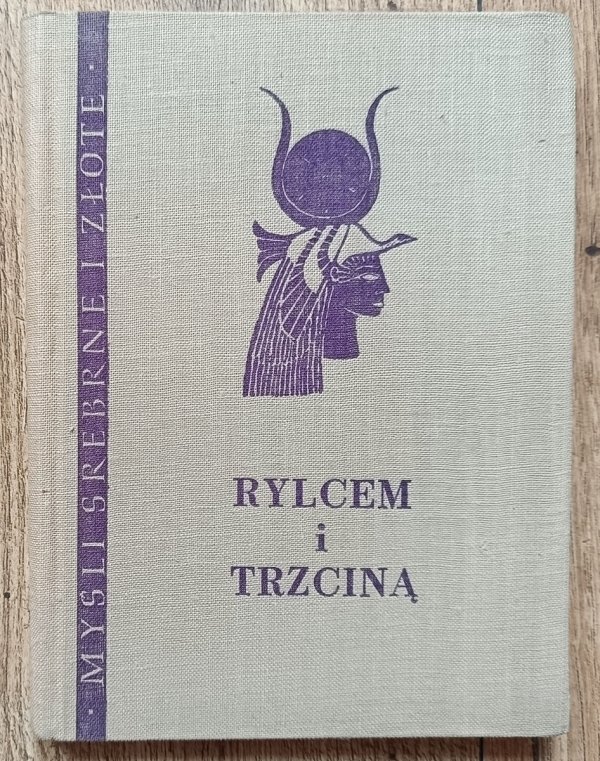 · MYŚLI SREBRNE I ZŁOTE ·
RYLCEM
i
TRZCINĄ